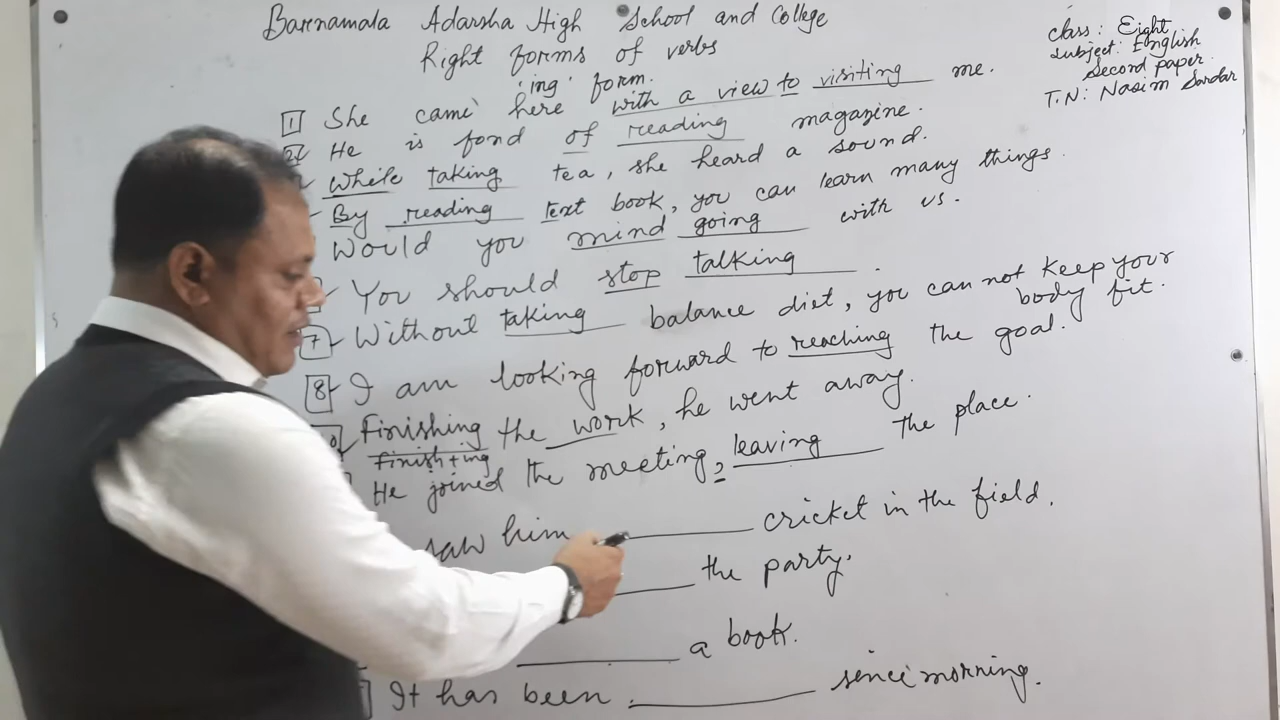 Barenamala Adarsha High School and College
Right forms of verbs
'ing' form.
Class: Eight
Subject: English
Second paper
T.N: Nasim Sardar
1 She came here with a view to visiting me.
2 He is fond of reading magazine.
While taking tea, she heard a sound.
By reading text book, you can learn many things.
Would you mind going with us.
You should stop talking.
7 Without taking balance diet, you can not keep your
body fit.
8 I am looking forward to reaching the goal.
Finishing the work, he went away.
finish+ing
He joined the meeting, leaving the place.
saw him cricket in the field.
the party.
a book.
It has been since morning.